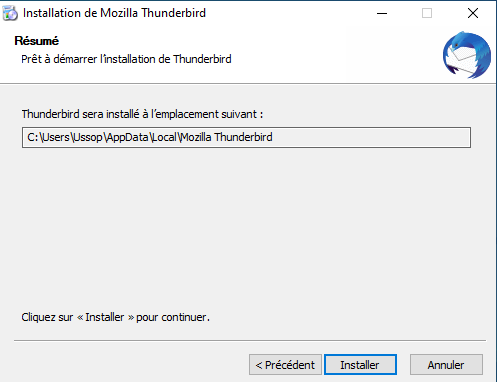 Installation de Mozilla Thunderbird
Résumé
Prêt à démarrer l'installation de Thunderbird
Thunderbird sera installé à l'emplacement suivant :
C:\Users\Ussop\AppData\Local\Mozilla Thunderbird
Cliquez sur « Installer » pour continuer.
< Précédent
Installer
Annuler